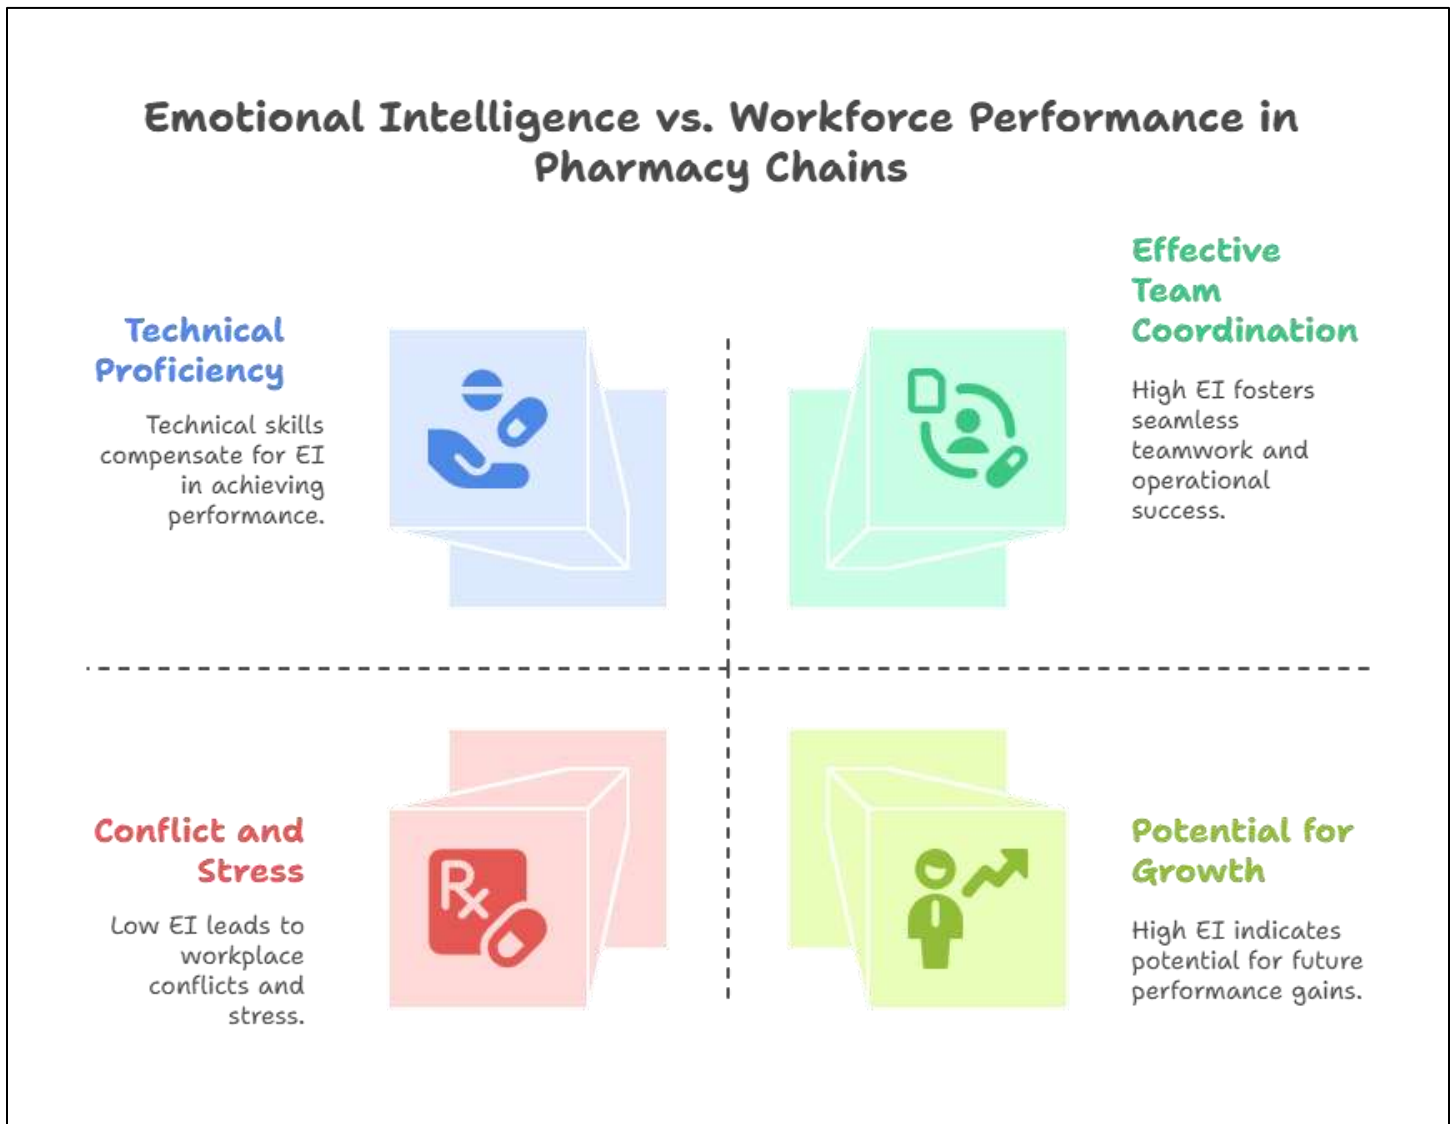 Emotional Intelligence vs. Workforce Performance in
Pharmacy Chains
Technical
Proficiency
Technical skills
compensate for EI
in achieving
performance.
Effective
Team
Coordination
High EI fosters
seamless
teamwork and
operational
success.
Conflict and
Stress
Low EI leads to
workplace
conflicts and
stress.
Rx
Potential for
Growth
High EI indicates
potential for future
performance gains.